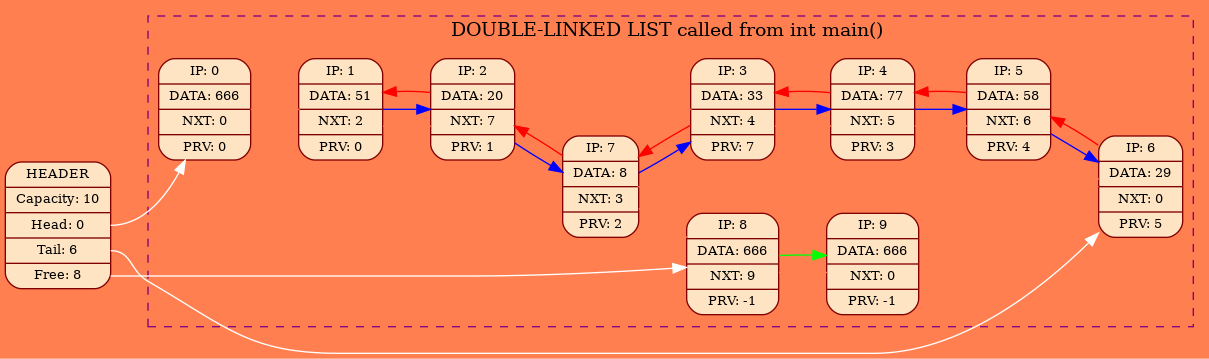 DOUBLE-LINKED LIST called from int main()
HEADER
Capacity: 10
Head: 0
Tail: 6
Free: 8
IP: 0
DATA: 666
NXT: 0
PRV: 0
IP: 1
DATA: 51
NXT: 2
PRV: 0
IP: 2
DATA: 20
NXT: 7
PRV: 1
IP: 7
DATA: 8
NXT: 3
PRV: 2
IP: 3
DATA: 33
NXT: 4
PRV: 7
IP: 4
DATA: 77
NXT: 5
PRV: 3
IP: 5
DATA: 58
NXT: 6
PRV: 4
IP: 6
DATA: 29
NXT: 0
PRV: 5
IP: 8
DATA: 666
NXT: 9
PRV: -1
IP: 9
DATA: 666
NXT: 0
PRV: -1